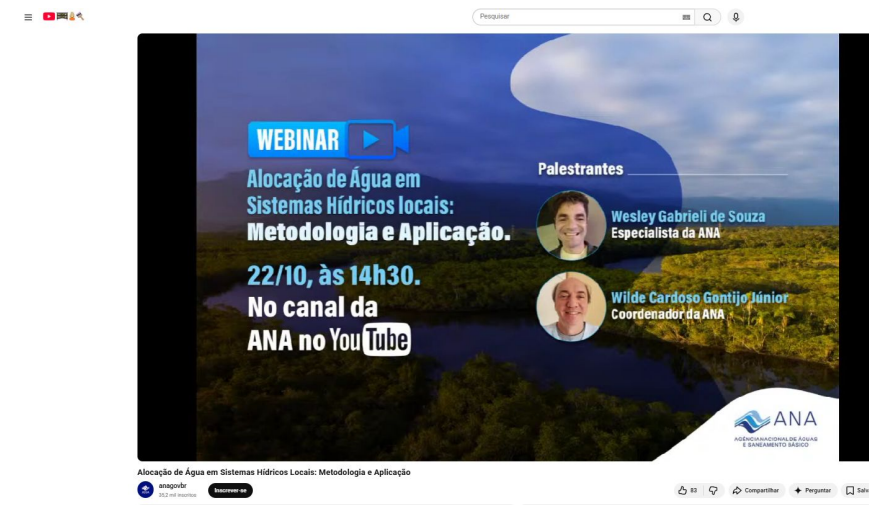 Pesquisar
WEBINAR
Alocação de Água em
Sistemas Hídricos locais:
Metodologia e Aplicação.
22/10, às 14h30.
No canal da
ANA no YouTube
Palestrantes
Wesley Gabrieli de Souza
Especialista da ANA
Wilde Cardoso Gontijo Júnior
Coordenador da ANA
ANA
AGÊNCIA NACIONAL DE ÁGUAS
E SANEAMENTO BÁSICO
Alocação de Água em Sistemas Hídricos Locais: Metodologia e Aplicação
anagovbr
35,2 mil inscritos
Inscrever-se
83
Compartilhar
Perguntar
Salv